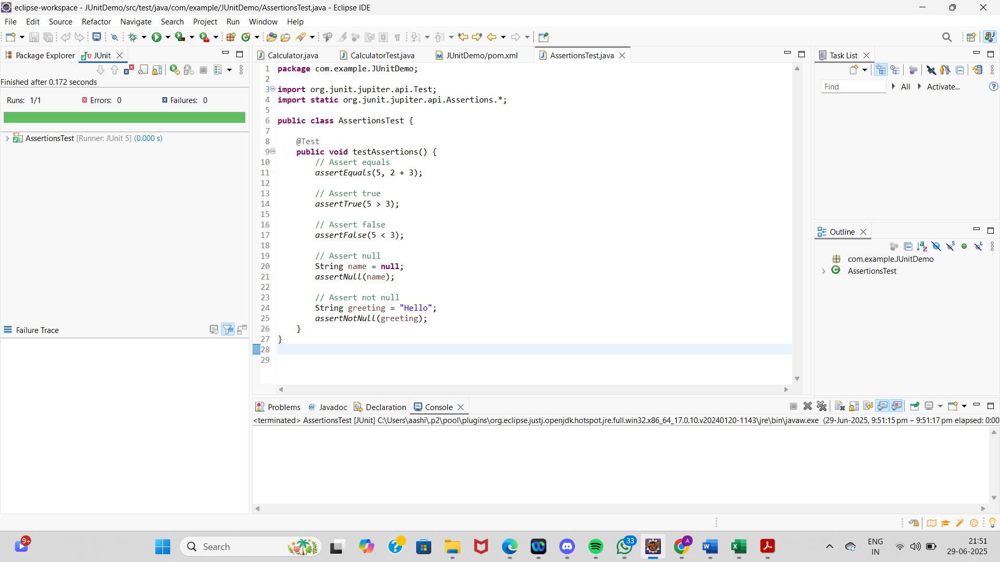 eclipse-workspace - JUnitDemo/src/test/java/com/example/JUnitDemo/AssertionsTest.java - Eclipse IDE
File Edit Source Refactor Navigate Search Project Run Window Help
Package Explorer JUnit
Finished after 0.172 seconds
Runs: 1/1 Errors: 0 Failures: 0
AssertionsTest [Runner: JUnit 5] (0.000 s)
Failure Trace
Calculator.java CalculatorTest.java JUnitDemo/pom.xml AssertionsTest.java
1 package com.example.JUnitDemo;
2
3 import org.junit.jupiter.api.Test;
4 import static org.junit.jupiter.api.Assertions.*;
5
6 public class AssertionsTest {
7
8 @Test
9 public void testAssertions() {
10 // Assert equals
11 assertEquals(5, 2 + 3);
12
13 // Assert true
14 assertTrue(5 > 3);
15
16 // Assert false
17 assertFalse(5 < 3);
18
19 // Assert null
20 String name = null;
21 assertNull(name);
22
23 // Assert not null
24 String greeting = "Hello";
25 assertNotNull(greeting);
26 }
27 }
28
29
Task List
Find All Activate...
Outline
com.example.JUnitDemo
AssertionsTest
Problems Javadoc Declaration Console
<terminated> AssertionsTest [JUnit] C:\Users\aashi\.p2\pool\plugins\org.eclipse.justj.openjdk.hotspot.jre.full.win32.x86_64_17.0.10.v20240120-1143\jre\bin\javaw.exe (29-Jun-2025, 9:51:15 pm – 9:51:17 pm elapsed: 0:00
9+
Search
33
A
ENG
IN
21:51
29-06-2025